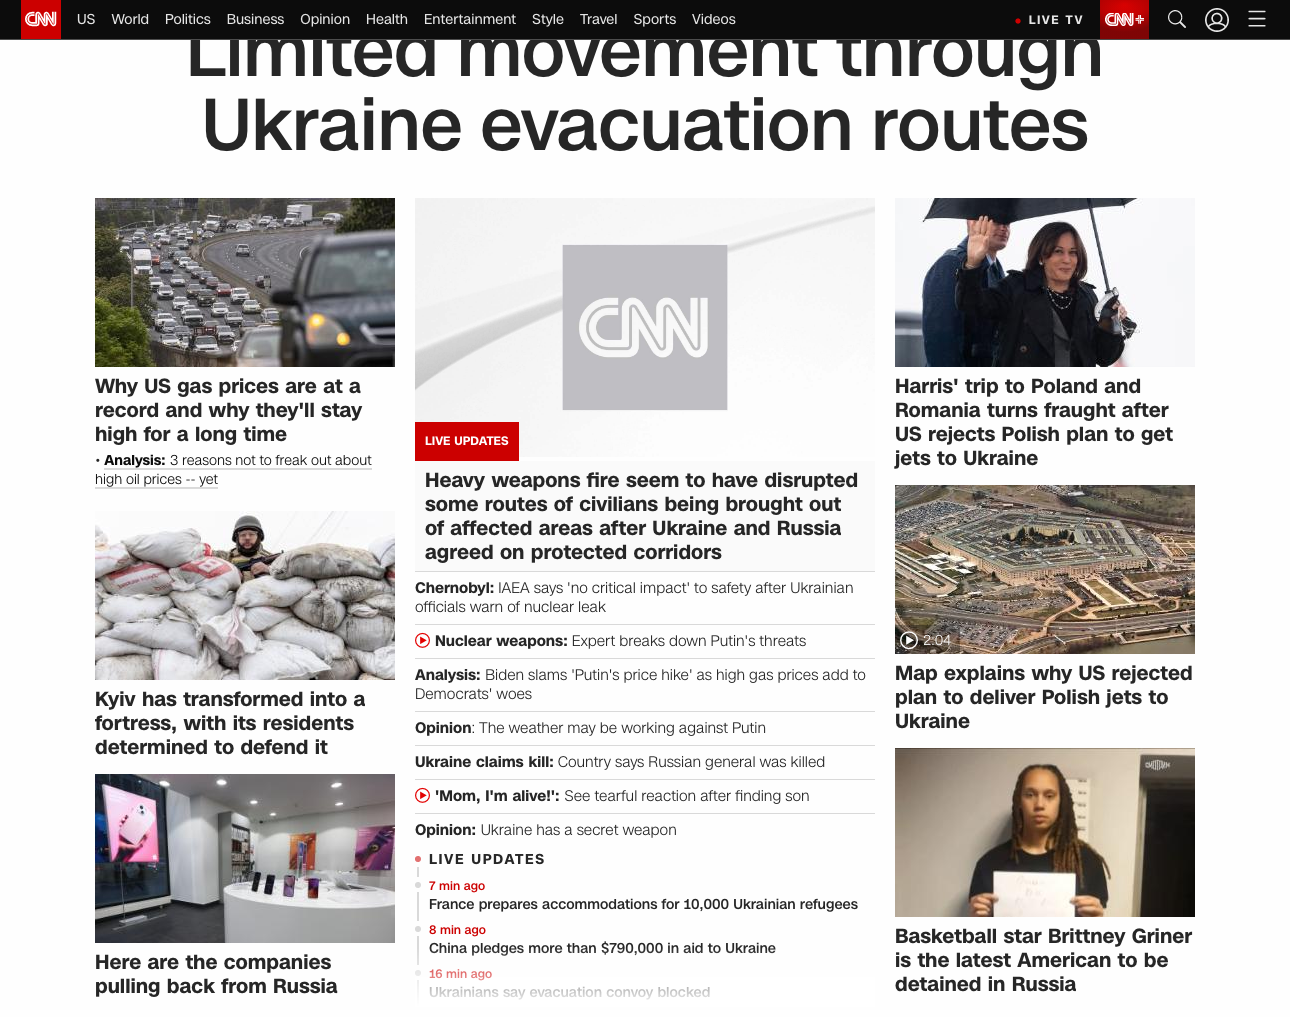 CNN
US World Politics Business Opinion Health Entertainment Style Travel Sports Videos
LIVE TV
CNN+
Limited movement through
Ukraine evacuation routes
Why US gas prices are at a
record and why they'll stay
high for a long time
• Analysis: 3 reasons not to freak out about
high oil prices -- yet
Kyiv has transformed into a
fortress, with its residents
determined to defend it
Here are the companies
pulling back from Russia
CNN
LIVE UPDATES
Heavy weapons fire seem to have disrupted
some routes of civilians being brought out
of affected areas after Ukraine and Russia
agreed on protected corridors
Chernobyl: IAEA says 'no critical impact' to safety after Ukrainian
officials warn of nuclear leak
Nuclear weapons: Expert breaks down Putin's threats
Analysis: Biden slams 'Putin's price hike' as high gas prices add to
Democrats' woes
Opinion: The weather may be working against Putin
Ukraine claims kill: Country says Russian general was killed
'Mom, I'm alive!': See tearful reaction after finding son
Opinion: Ukraine has a secret weapon
LIVE UPDATES
7 min ago
France prepares accommodations for 10,000 Ukrainian refugees
8 min ago
China pledges more than $790,000 in aid to Ukraine
16 min ago
Ukrainians say evacuation convoy blocked
Harris' trip to Poland and
Romania turns fraught after
US rejects Polish plan to get
jets to Ukraine
2:04
Map explains why US rejected
plan to deliver Polish jets to
Ukraine
СМОТРИМ
Basketball star Brittney Griner
is the latest American to be
detained in Russia